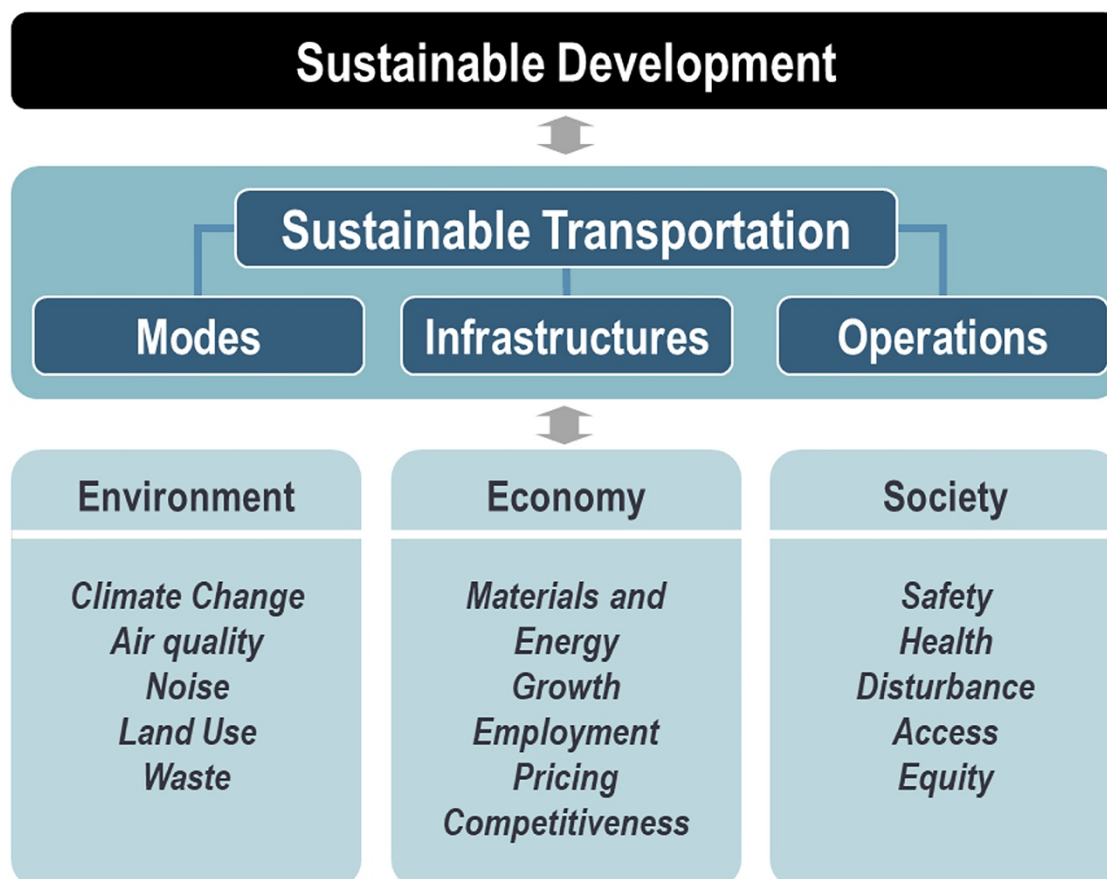 Sustainable Development
Sustainable Transportation
Modes
Infrastructures
Operations
Environment
Climate Change
Air quality
Noise
Land Use
Waste
Economy
Materials and
Energy
Growth
Employment
Pricing
Competitiveness
Society
Safety
Health
Disturbance
Access
Equity